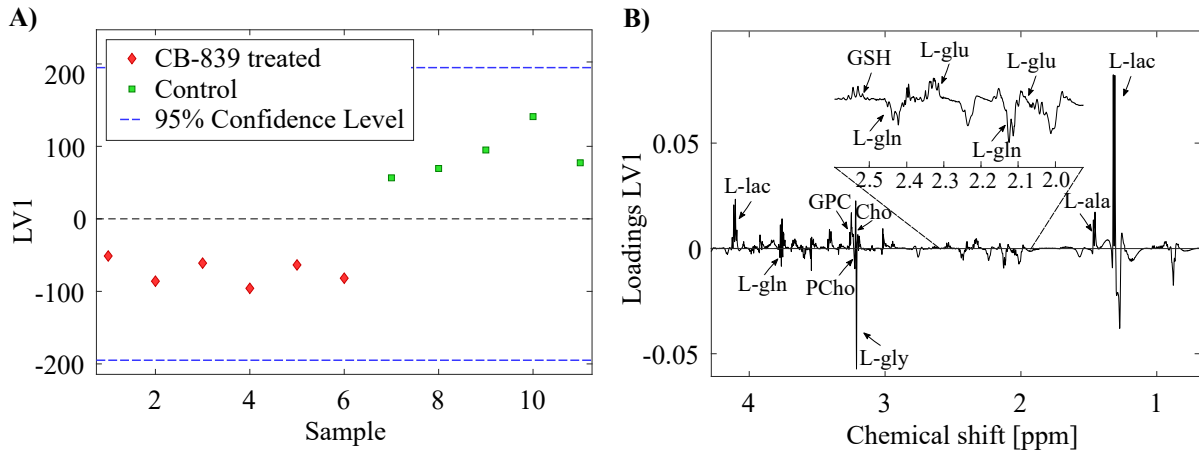 A)
CB-839 treated
Control
95% Confidence Level
200
100
0
-100
-200
LV1
2
4
6
8
10
Sample
B)
GSH
L-glu
L-glu
L-lac
L-gln
L-gln
2.5
2.4
2.3
2.2
2.1
2.0
L-lac
GPC
Cho
L-ala
L-gln
PCho
L-gly
0.05
0
-0.05
Loadings LV1
4
3
2
1
Chemical shift [ppm]